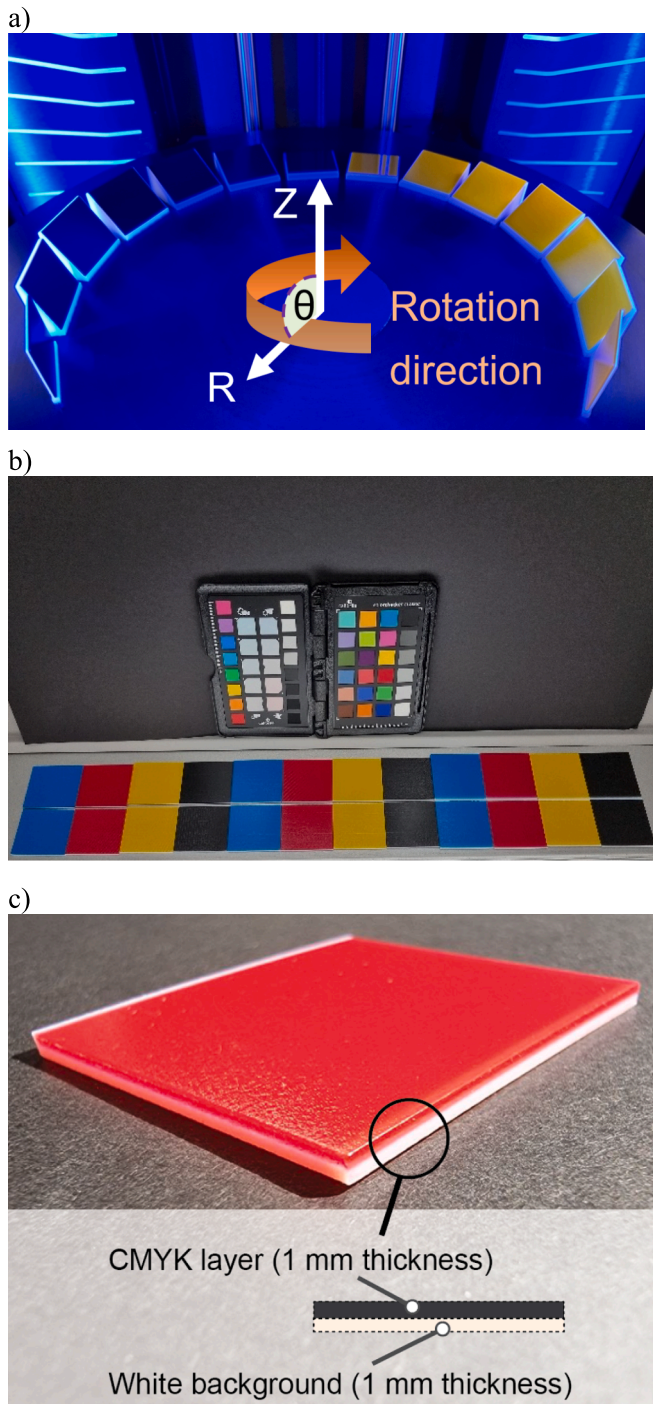 a)
Z
θ
R
Rotation
direction
b)
c)
CMYK layer (1 mm thickness)
White background (1 mm thickness)